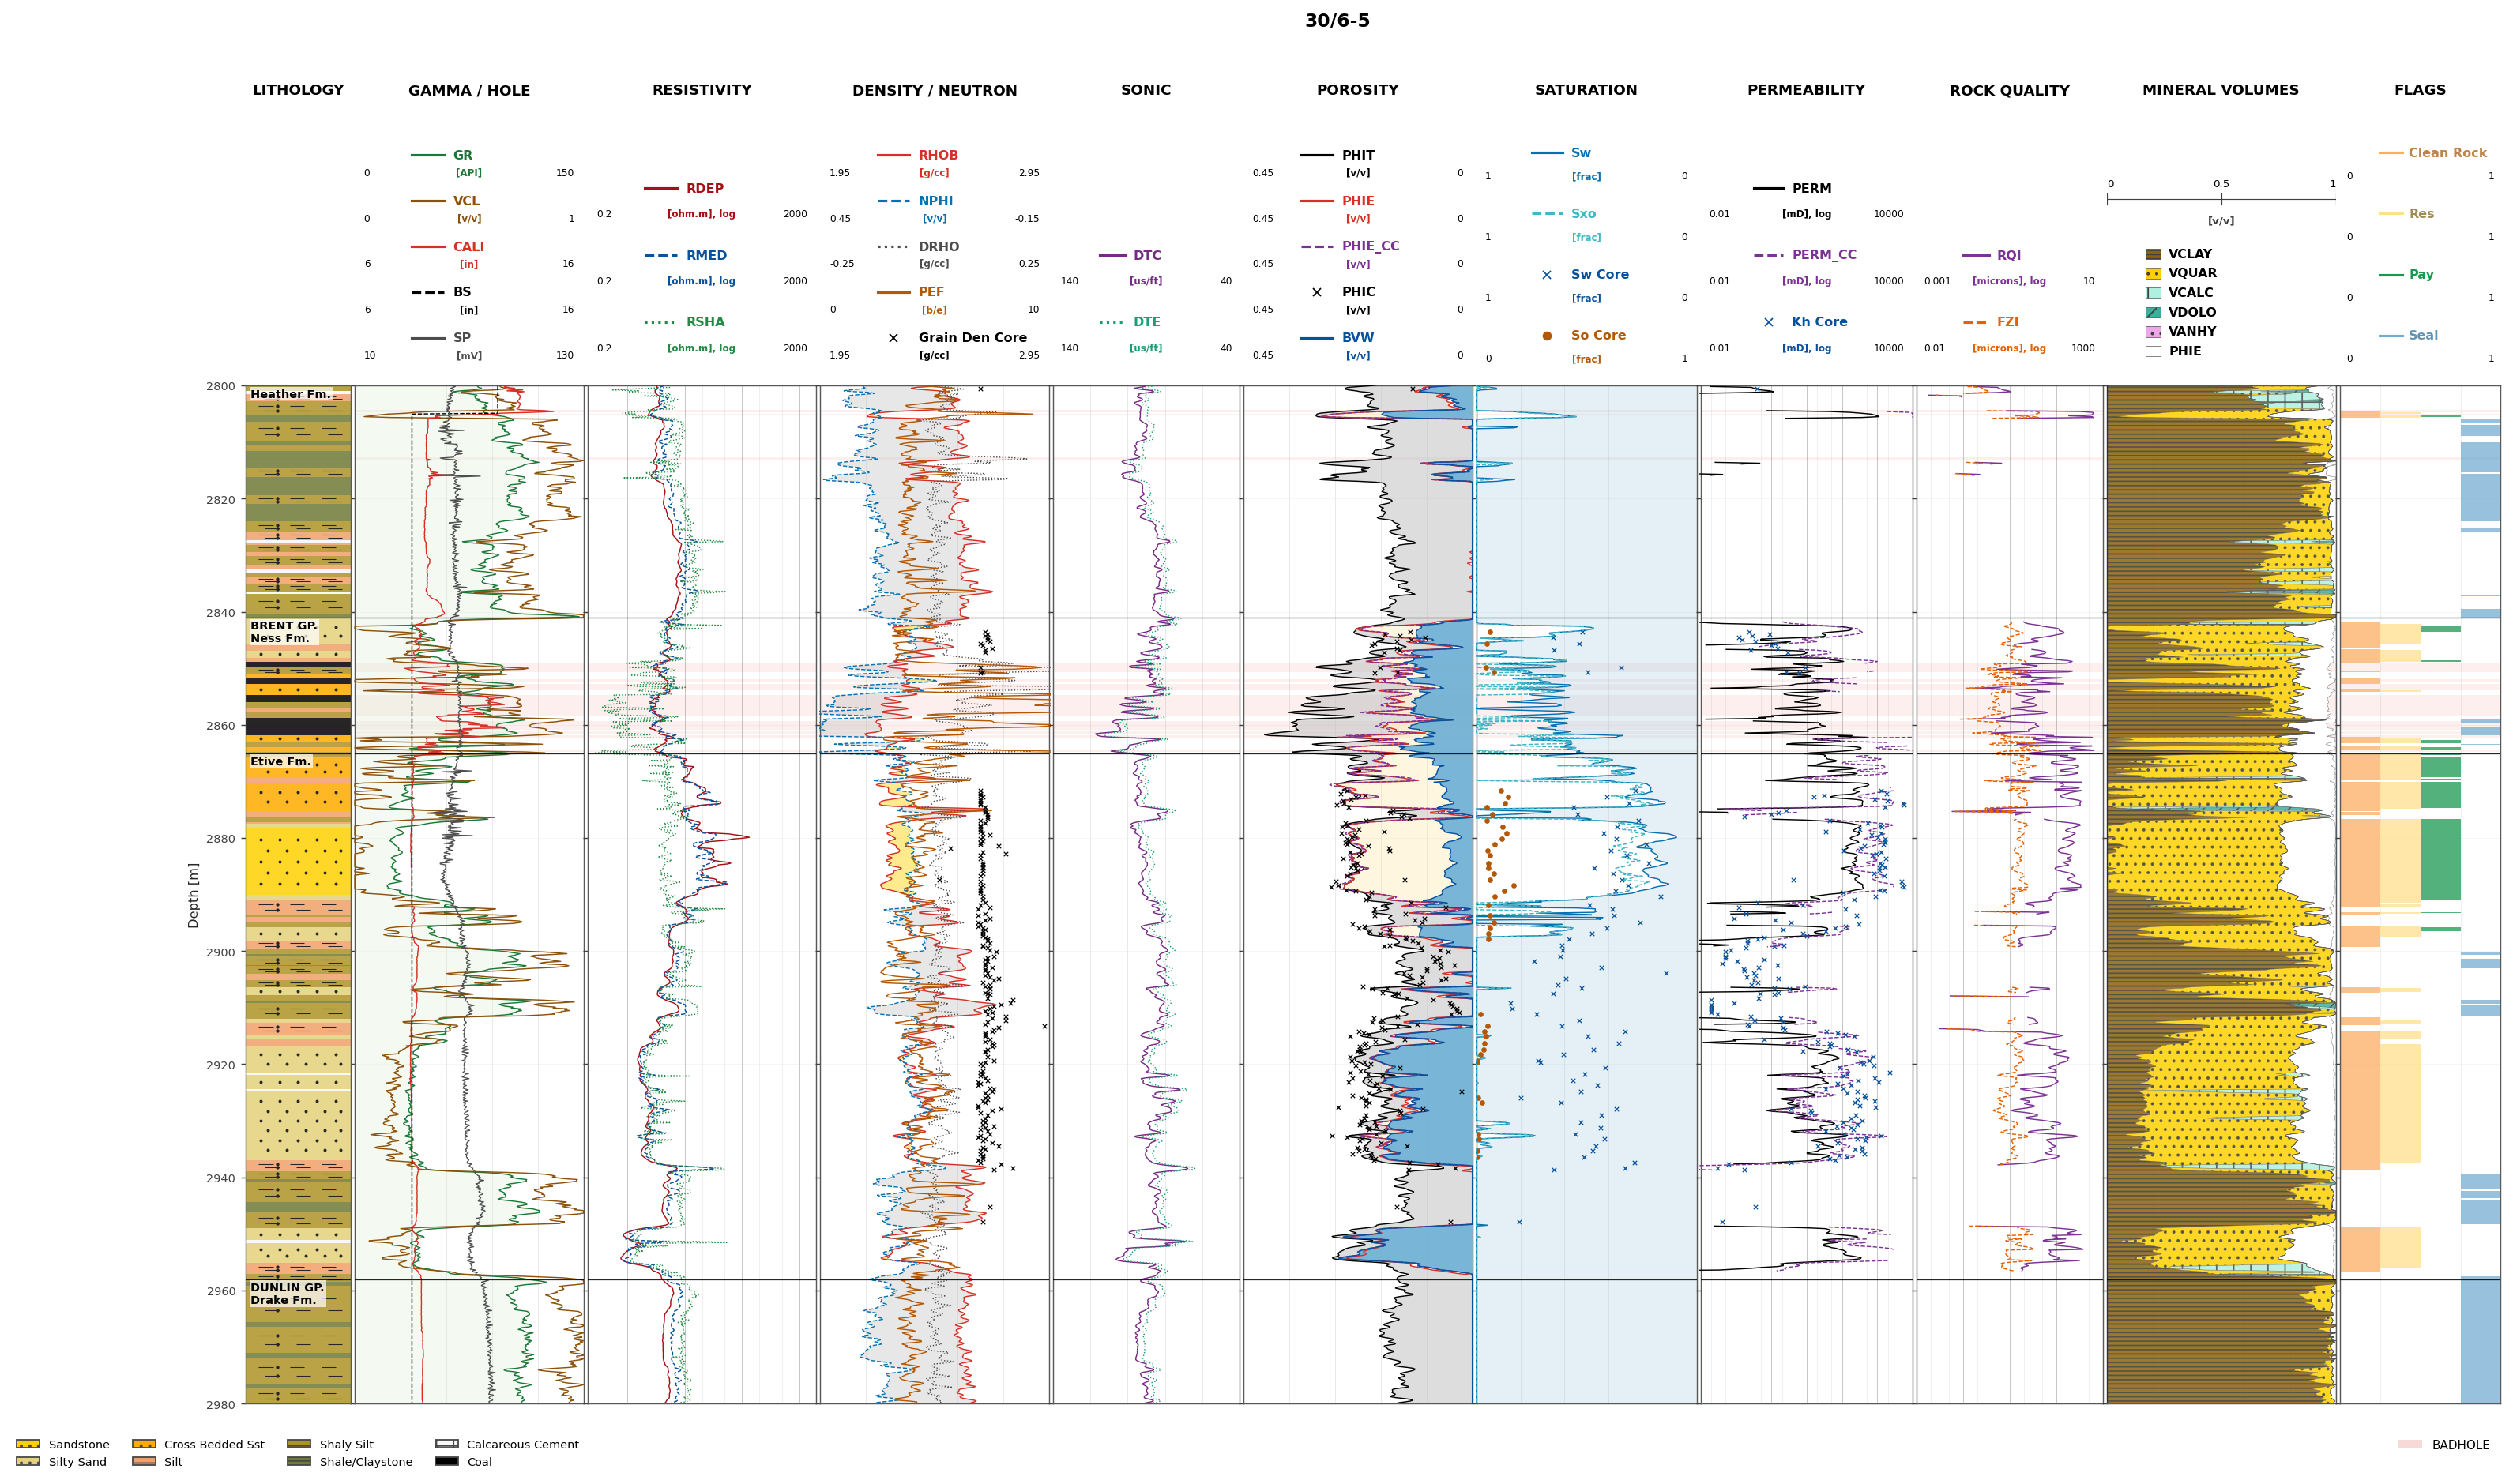 30/6-5
LITHOLOGY GAMMA / HOLE RESISTIVITY DENSITY / NEUTRON SONIC POROSITY SATURATION PERMEABILITY ROCK QUALITY MINERAL VOLUMES FLAGS
GR
0 [API] 150
VCL
0 [v/v] 1
CALI
6 [in] 16
BS
6 [in] 16
SP
10 [mV] 130
RDEP
0.2 [ohm.m], log 2000
RMED
0.2 [ohm.m], log 2000
RSHA
0.2 [ohm.m], log 2000
RHOB
1.95 [g/cc] 2.95
NPHI
0.45 [v/v] -0.15
DRHO
-0.25 [g/cc] 0.25
PEF
0 [b/e] 10
Grain Den Core
1.95 [g/cc] 2.95
DTC
140 [us/ft] 40
DTE
140 [us/ft] 40
PHIT
0.45 [v/v] 0
PHIE
0.45 [v/v] 0
PHIE_CC
0.45 [v/v] 0
PHIC
0.45 [v/v] 0
BVW
0.45 [v/v] 0
Sw
1 [frac] 0
Sxo
1 [frac] 0
Sw Core
1 [frac] 0
So Core
0 [frac] 1
PERM
0.01 [mD], log 10000
PERM_CC
0.01 [mD], log 10000
Kh Core
0.01 [mD], log 10000
RQI
0.001 [microns], log 10
FZI
0.01 [microns], log 1000
0 0.5 1
[v/v]
VCLAY
VQUAR
VCALC
VDOLO
VANHY
PHIE
Clean Rock
0 1
Res
0 1
Pay
0 1
Seal
0 1
Depth [m]
2800
2820
2840
2860
2880
2900
2920
2940
2960
2980
Heather Fm.
BRENT GP.
Ness Fm.
Etive Fm.
DUNLIN GP.
Drake Fm.
Sandstone Cross Bedded Sst Shaly Silt Calcareous Cement
Silty Sand Silt Shale/Claystone Coal
BADHOLE